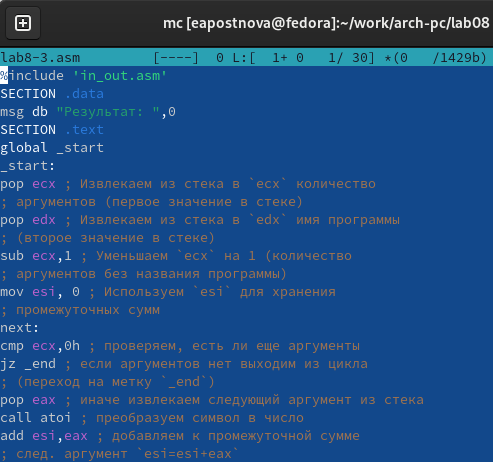 mc [eapostnova@fedora]:~/work/arch-pc/lab08
lab8-3.asm [----] 0 L:[ 1+ 0 1/ 30] *(0 /1429b)
%include 'in_out.asm'
SECTION .data
msg db "Результат: ",0
SECTION .text
global _start
_start:
pop ecx ; Извлекаем из стека в `ecx` количество
; аргументов (первое значение в стеке)
pop edx ; Извлекаем из стека в `edx` имя программы
; (второе значение в стеке)
sub ecx,1 ; Уменьшаем `ecx` на 1 (количество
; аргументов без названия программы)
mov esi, 0 ; Используем `esi` для хранения
; промежуточных сумм
next:
cmp ecx,0h ; проверяем, есть ли еще аргументы
jz _end ; если аргументов нет выходим из цикла
; (переход на метку `_end`)
pop eax ; иначе извлекаем следующий аргумент из стека
call atoi ; преобразуем символ в число
add esi,eax ; добавляем к промежуточной сумме
; след. аргумент `esi=esi+eax`